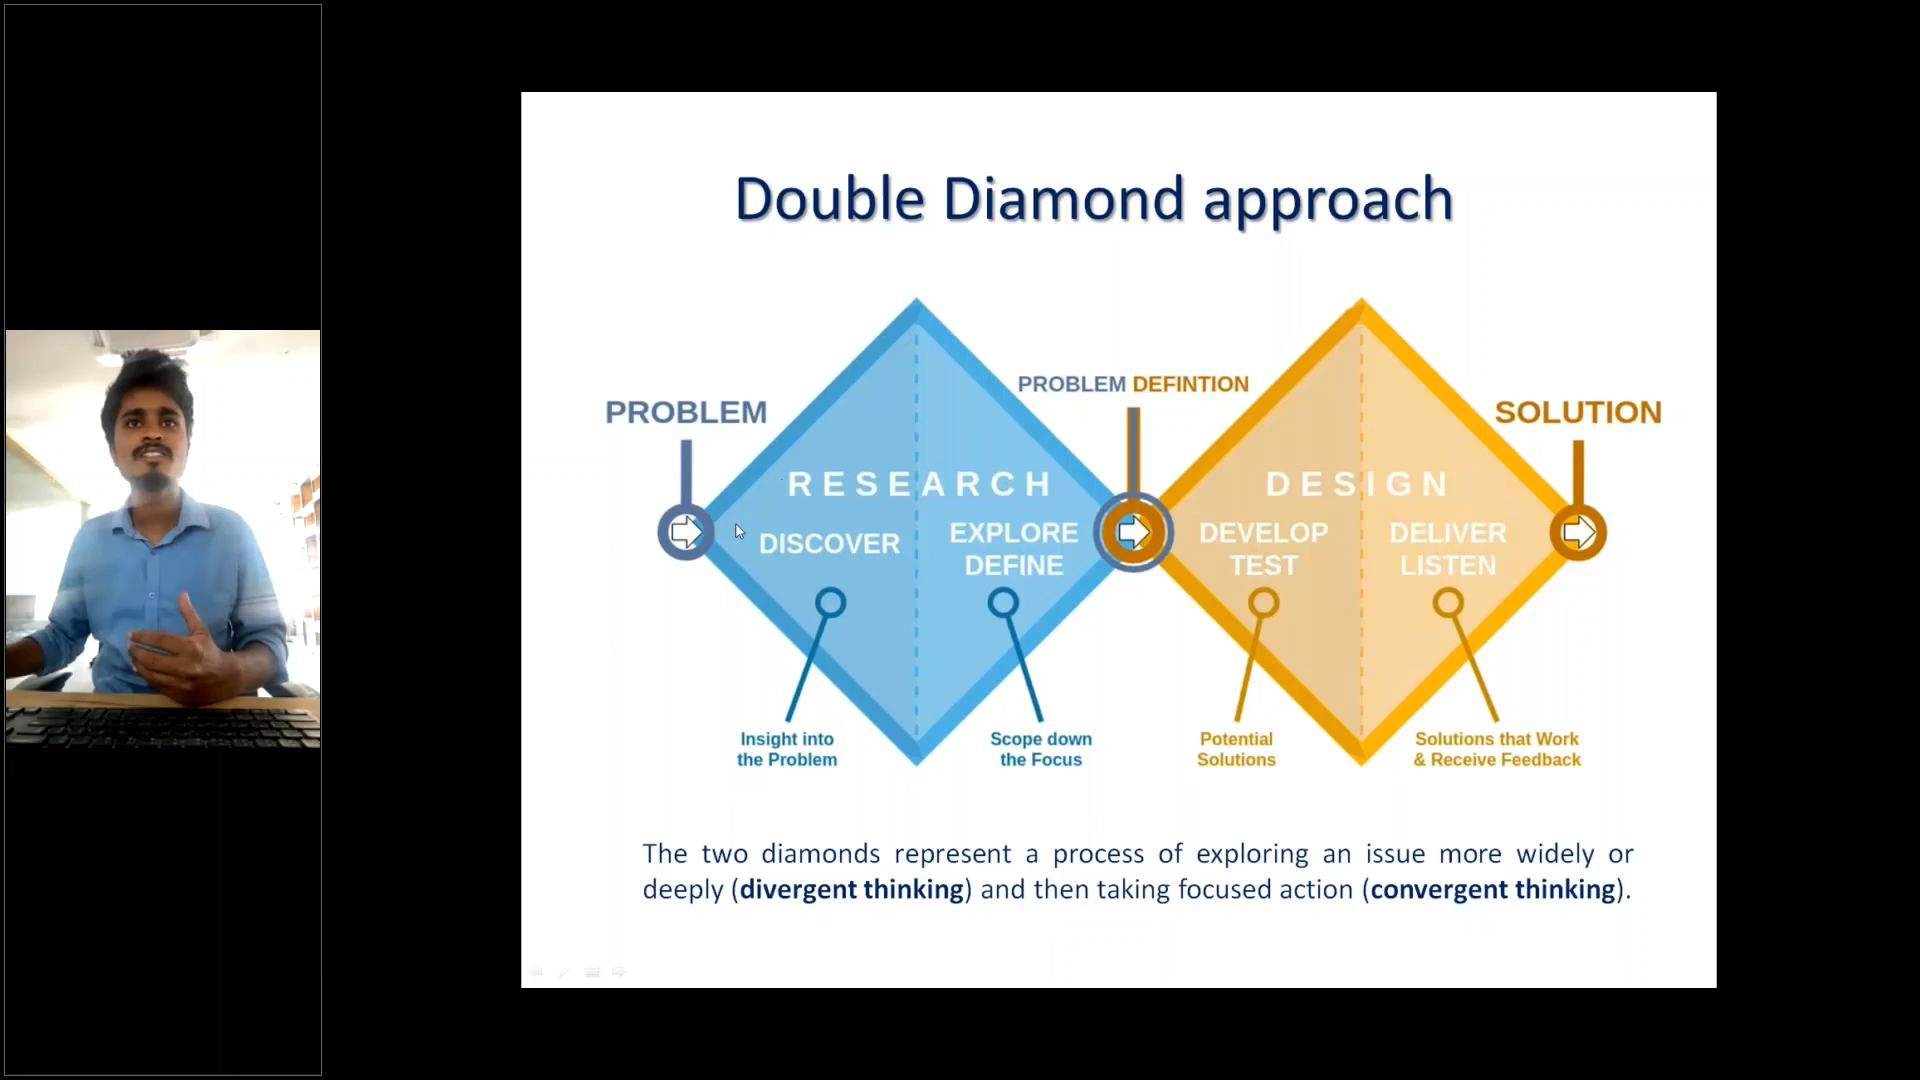 Double Diamond approach
PROBLEM
PROBLEM DEFINTION
SOLUTION
RESEARCH
DISCOVER
EXPLORE
DEFINE
DESIGN
DEVELOP
TEST
DELIVER
LISTEN
Insight into
the Problem
Scope down
the Focus
Potential
Solutions
Solutions that Work
& Receive Feedback
The two diamonds represent a process of exploring an issue more widely or
deeply (divergent thinking) and then taking focused action (convergent thinking).